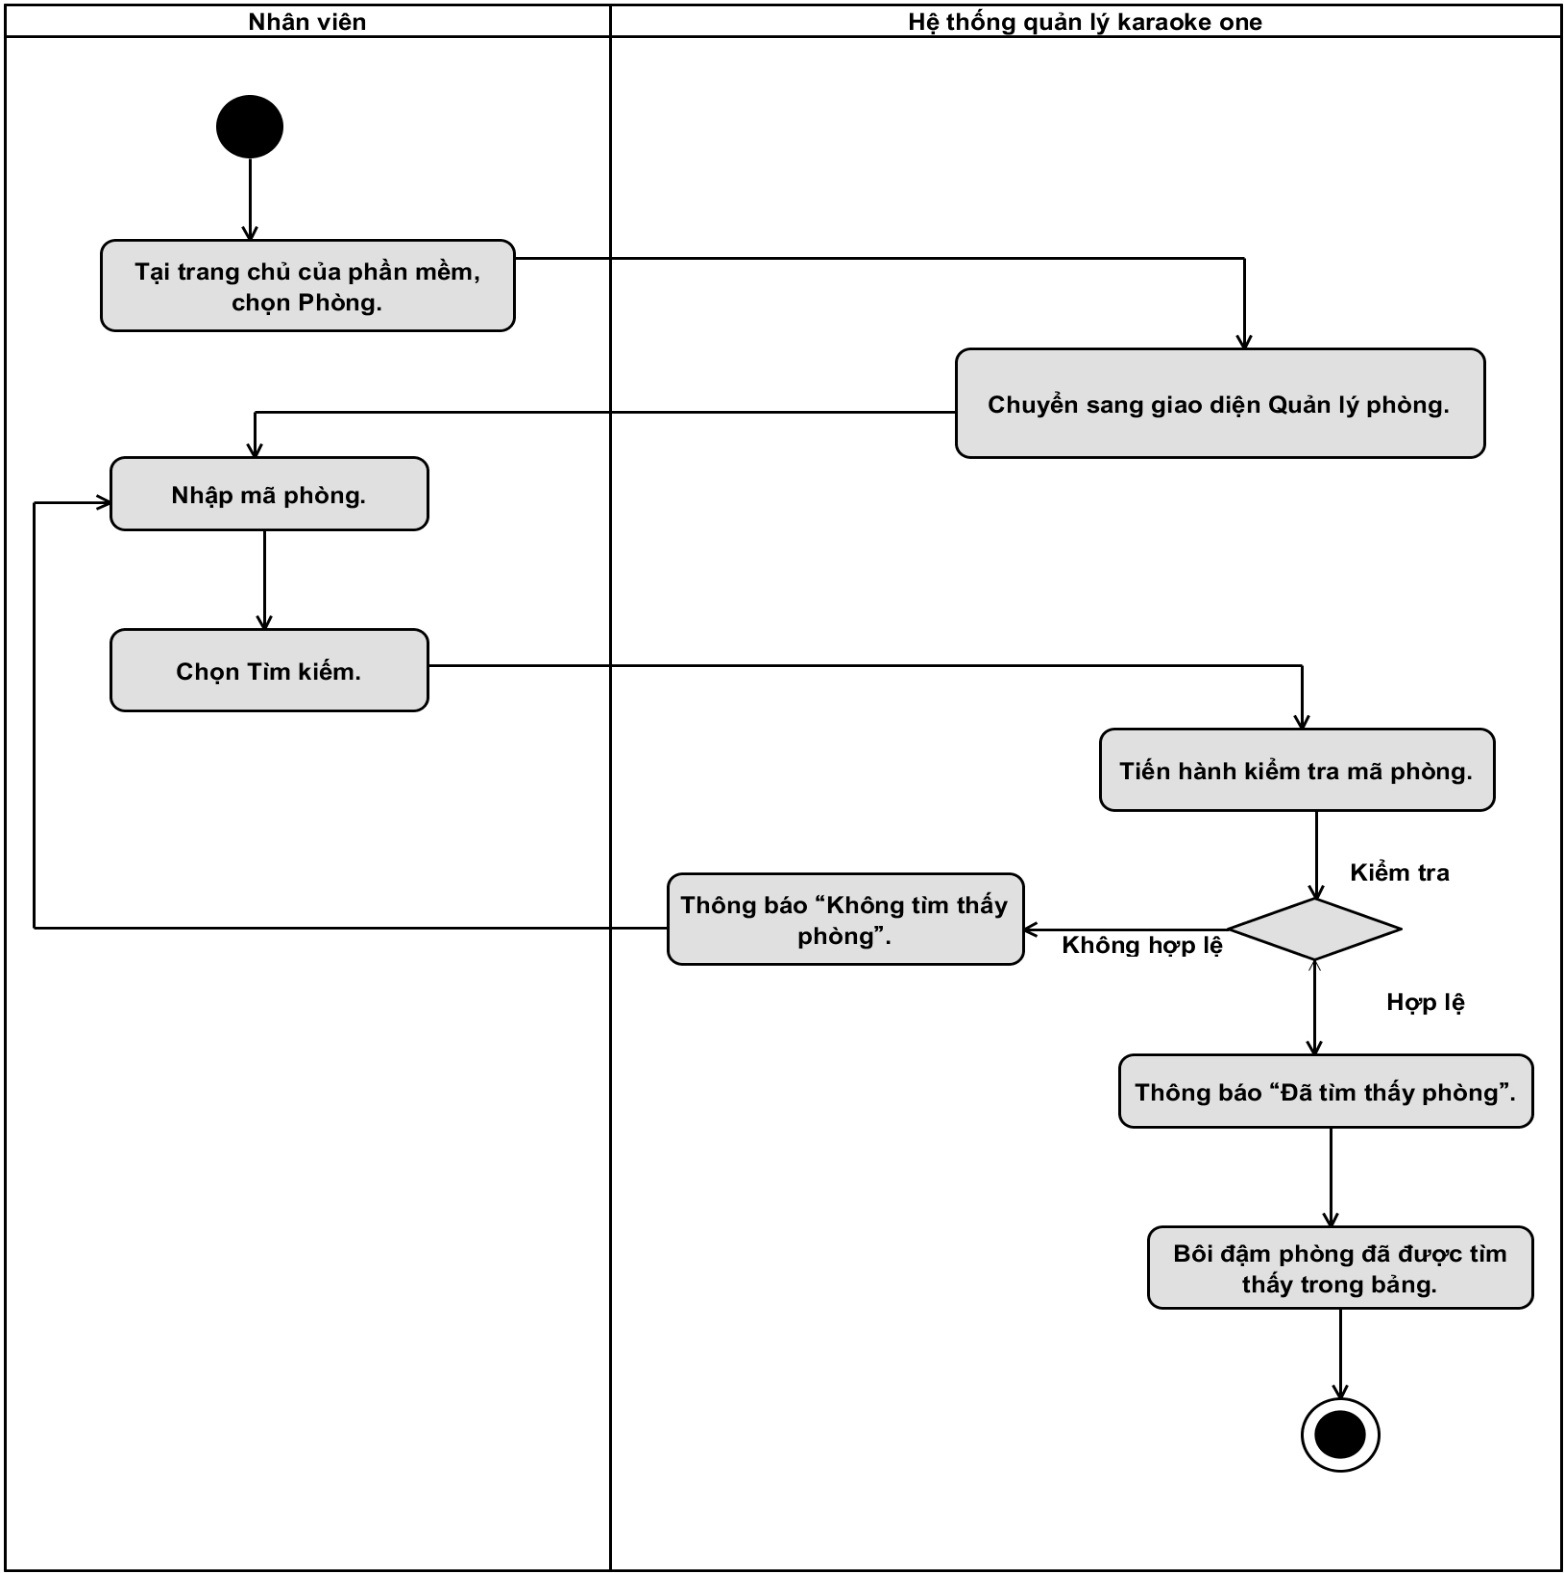 Nhân viên
Hệ thống quản lý karaoke one
Tại trang chủ của phần mềm,
chọn Phòng.
Chuyển sang giao diện Quản lý phòng.
Nhập mã phòng.
Chọn Tìm kiếm.
Tiến hành kiểm tra mã phòng.
Kiểm tra
Thông báo “Không tìm thấy
phòng”.
Không hợp lệ
Hợp lệ
Thông báo “Đã tìm thấy phòng”.
Bôi đậm phòng đã được tìm
thấy trong bảng.